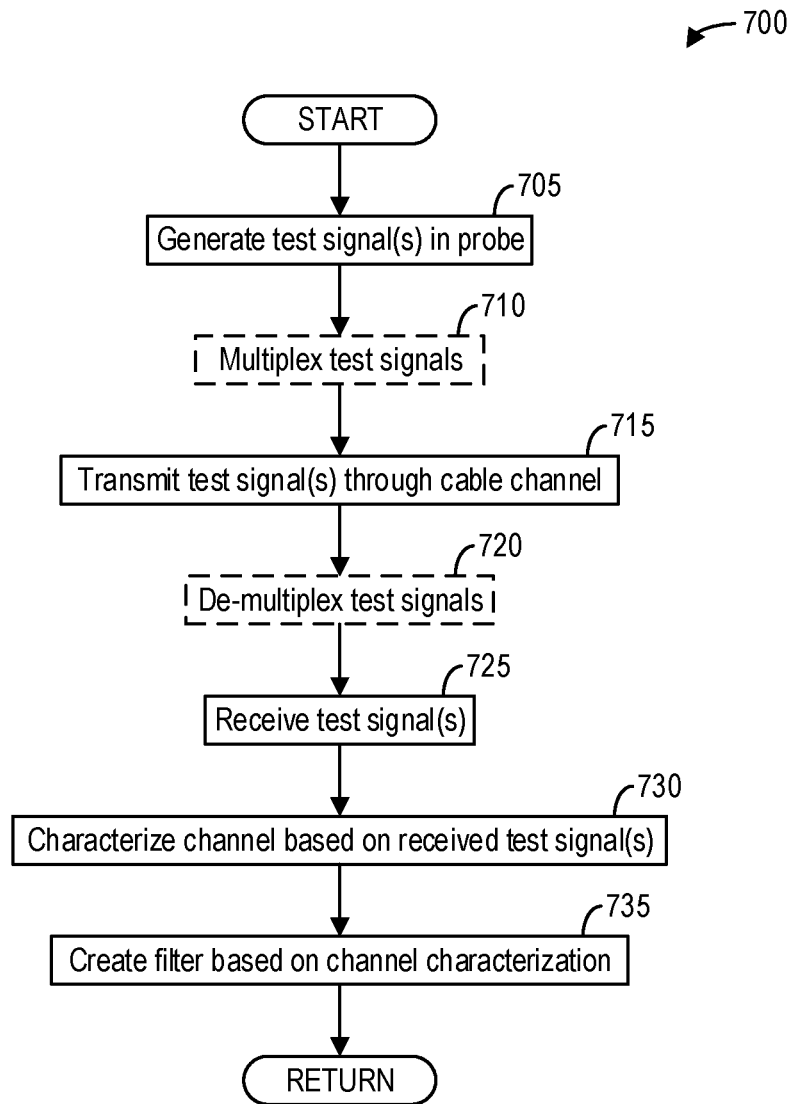 700
START
705
Generate test signal(s) in probe
710
Multiplex test signals
715
Transmit test signal(s) through cable channel
720
De-multiplex test signals
725
Receive test signal(s)
730
Characterize channel based on received test signal(s)
735
Create filter based on channel characterization
RETURN